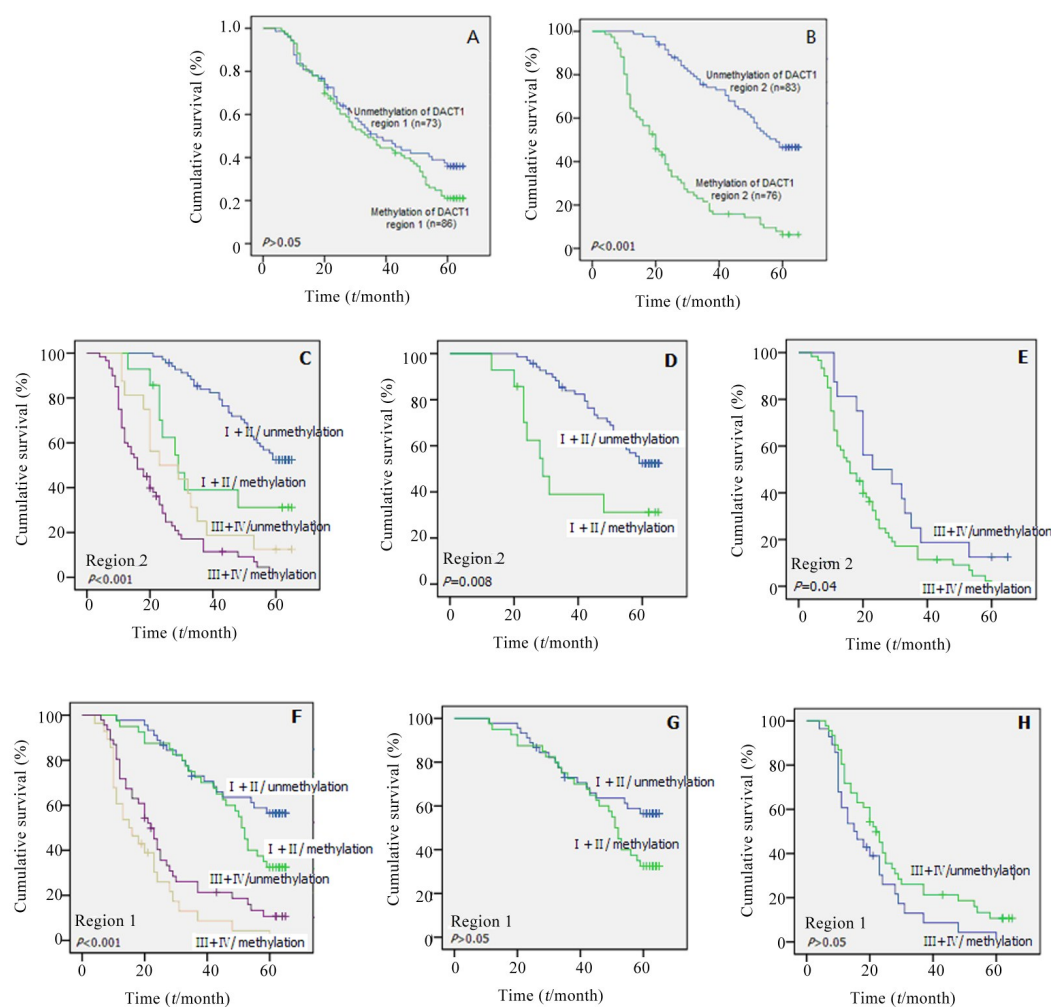 A
Cumulative survival (%)
1.0
0.8
0.6
0.4
0.2
0
Unmethylation of DACT1
region 1 (n=73)
Methylation of DACT1
region 1 (n=86)
P>0.05
0 20 40 60
Time (t/month)
B
Cumulative survival (%)
100
80
60
40
20
0
Unmethylation of DACT1
region 2 (n=83)
Methylation of DACT1
region 2 (n=76)
P<0.001
0 20 40 60
Time (t/month)
C
Cumulative survival (%)
100
80
60
40
20
0
I+II/unmethylation
I+II/methylation
III+IV/unmethylation
III+IV/methylation
Region 2
P<0.001
0 20 40 60
Time (t/month)
D
Cumulative survival (%)
100
80
60
40
20
0
I+II/unmethylation
I+II/methylation
Region 2
P=0.008
0 20 40 60
Time (t/month)
E
Cumulative survival (%)
100
80
60
40
20
0
III+IV/unmethylation
III+IV/methylation
Region 2
P=0.04
0 20 40 60
Time (t/month)
F
Cumulative survival (%)
100
80
60
40
20
0
I+II/unmethylation
I+II/methylation
III+IV/unmethylation
III+IV/methylation
Region 1
P<0.001
0 20 40 60
Time (t/month)
G
Cumulative survival (%)
100
80
60
40
20
0
I+II/unmethylation
I+II/methylation
Region 1
P>0.05
0 20 40 60
Time (t/month)
H
Cumulative survival (%)
100
80
60
40
20
0
III+IV/unmethylation
III+IV/methylation
Region 1
P>0.05
0 20 40 60
Time (t/month)